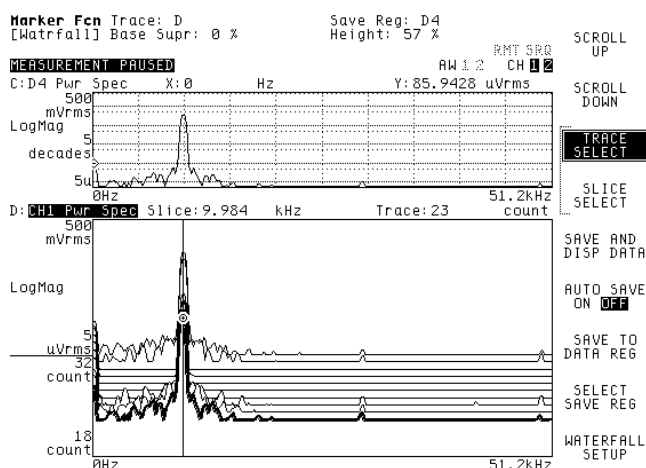 Marker Fcn Trace: D Save Reg: D4
[Watrfall] Base Supr: 0 % Height: 57 %
RMT SRQ
MEASUREMENT PAUSED AW 1 2 CH 1 2
C:D4 Pwr Spec X:0 Hz Y:85.9428 uVrms
500
mVrms
LogMag
5
decades
5u
0Hz 51.2kHz
D:CH1 Pwr Spec Slice:9.984 kHz Trace:23 count
500
mVrms
LogMag
5
uVrms
32
count
18
count
0Hz 51.2kHz
SCROLL
UP
SCROLL
DOWN
TRACE
SELECT
SLICE
SELECT
SAVE AND
DISP DATA
AUTO SAVE
ON OFF
SAVE TO
DATA REG
SELECT
SAVE REG
WATERFALL
SETUP